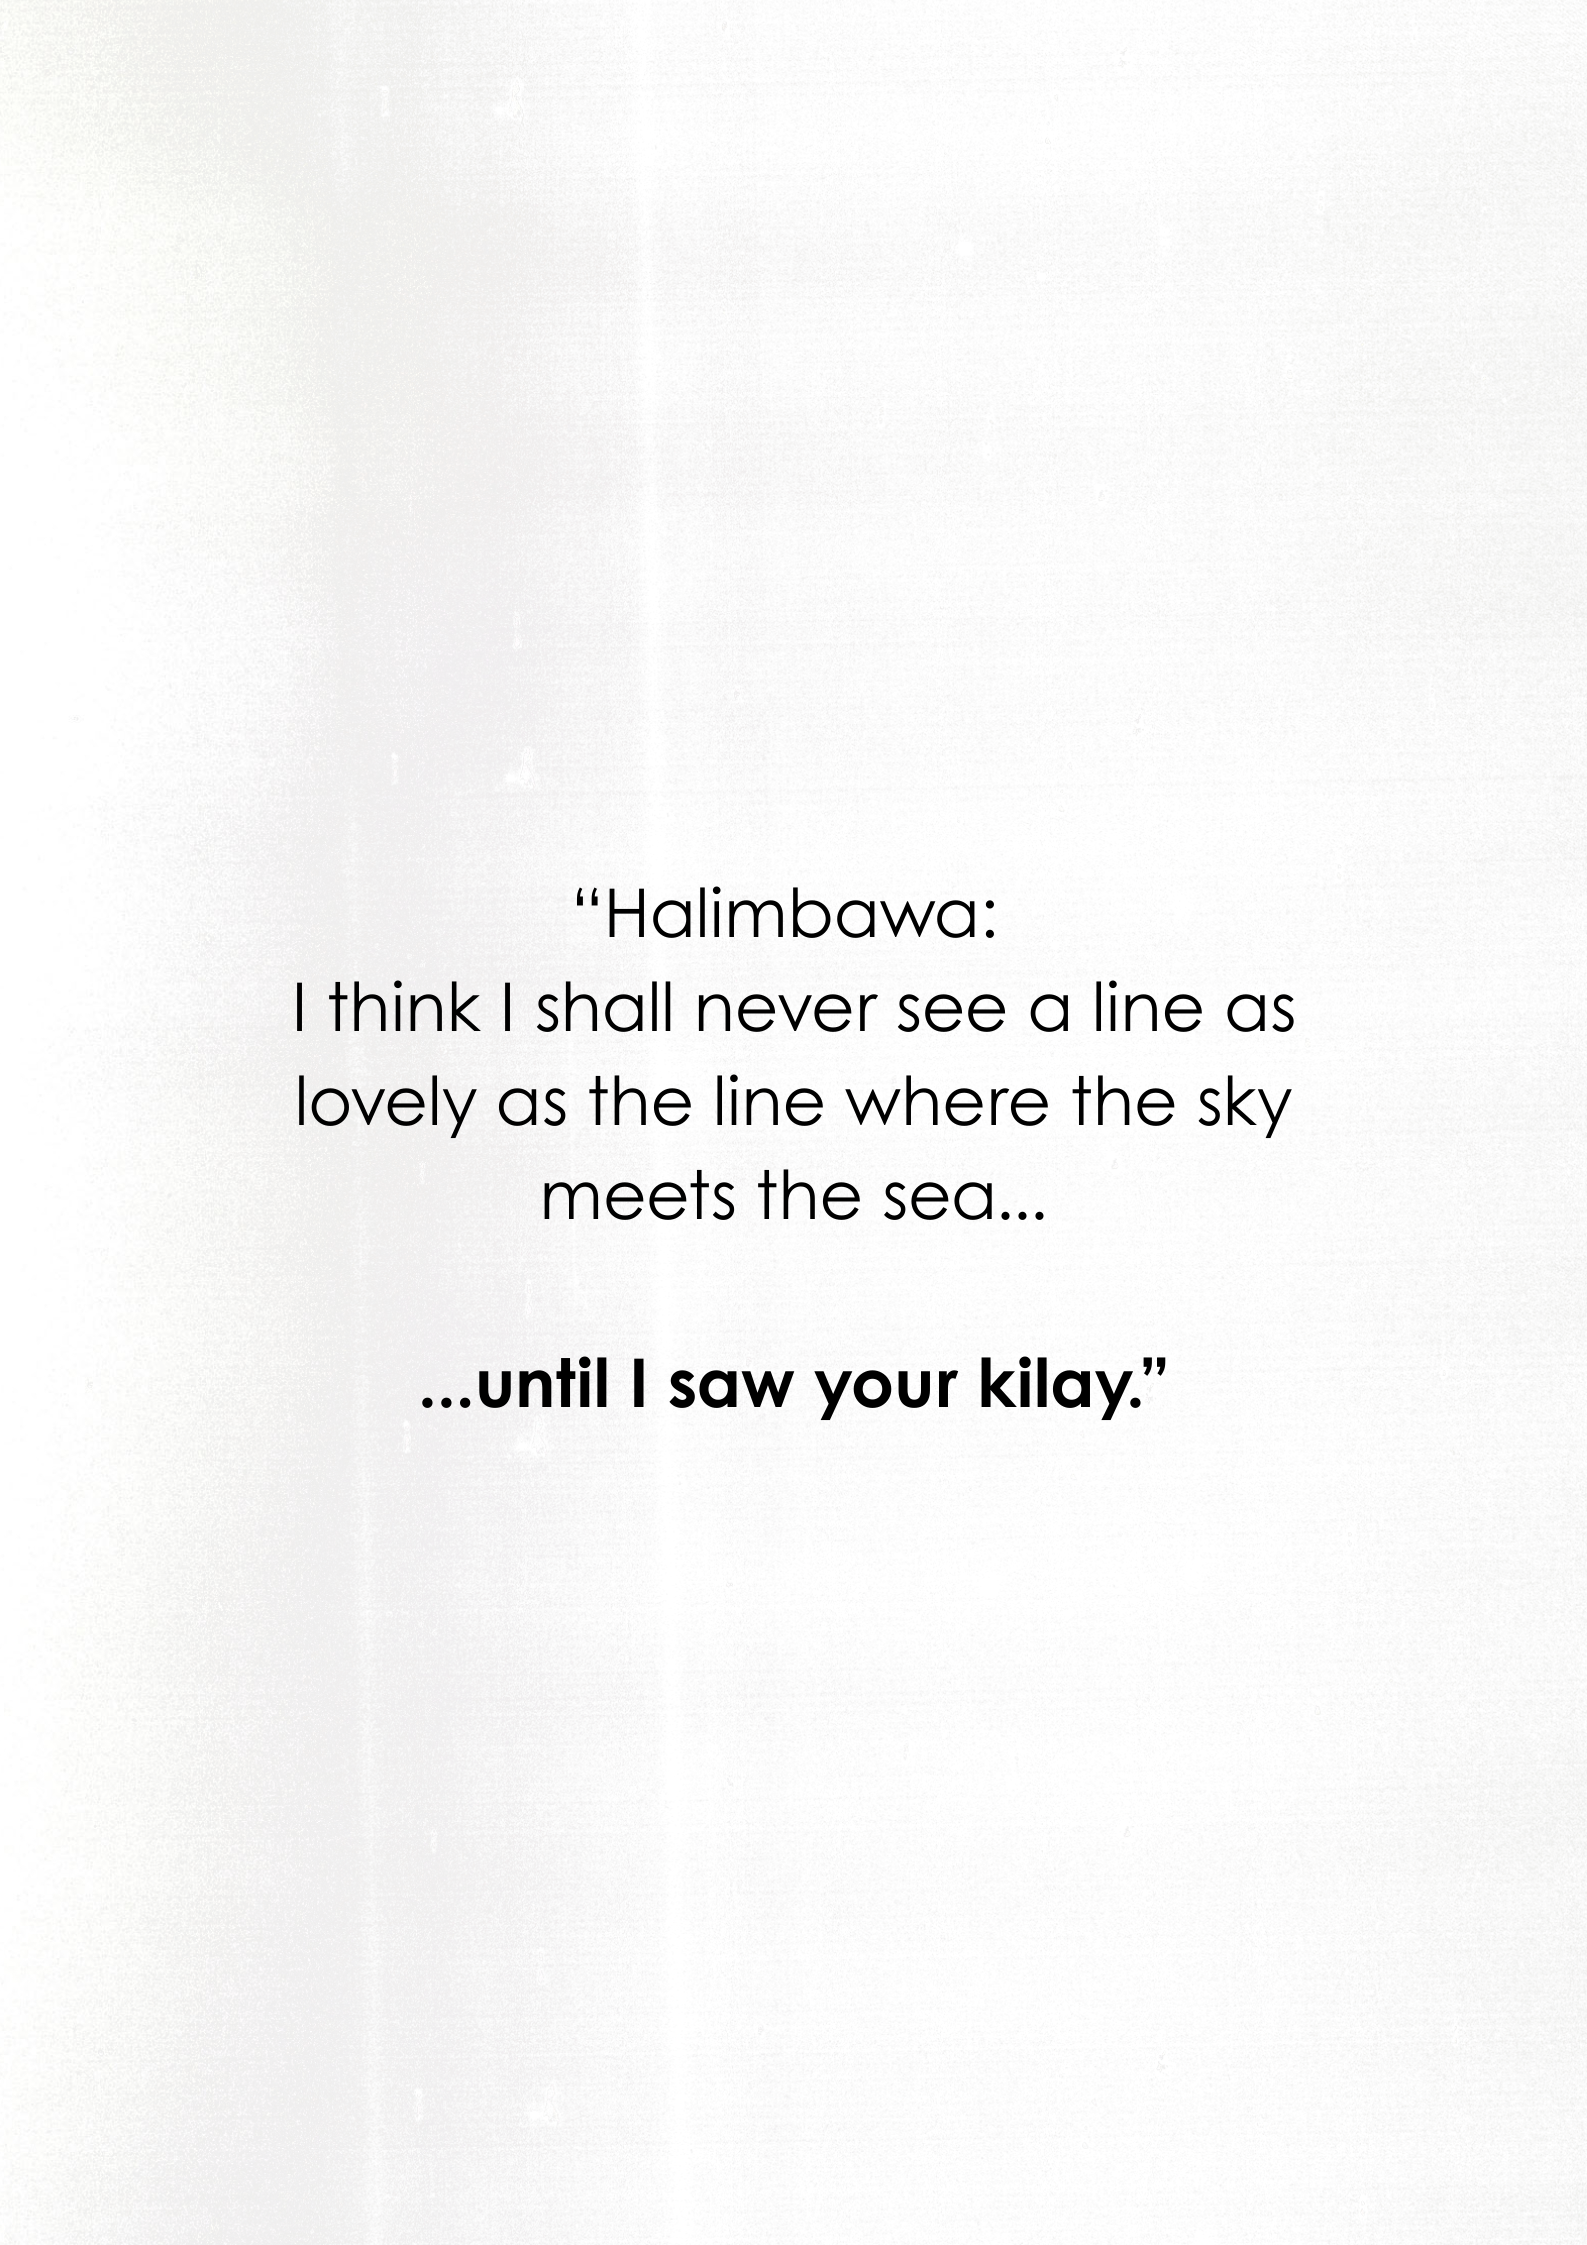 “Halimbawa:
I think I shall never see a line as
lovely as the line where the sky
meets the sea...
...until I saw your kilay.”